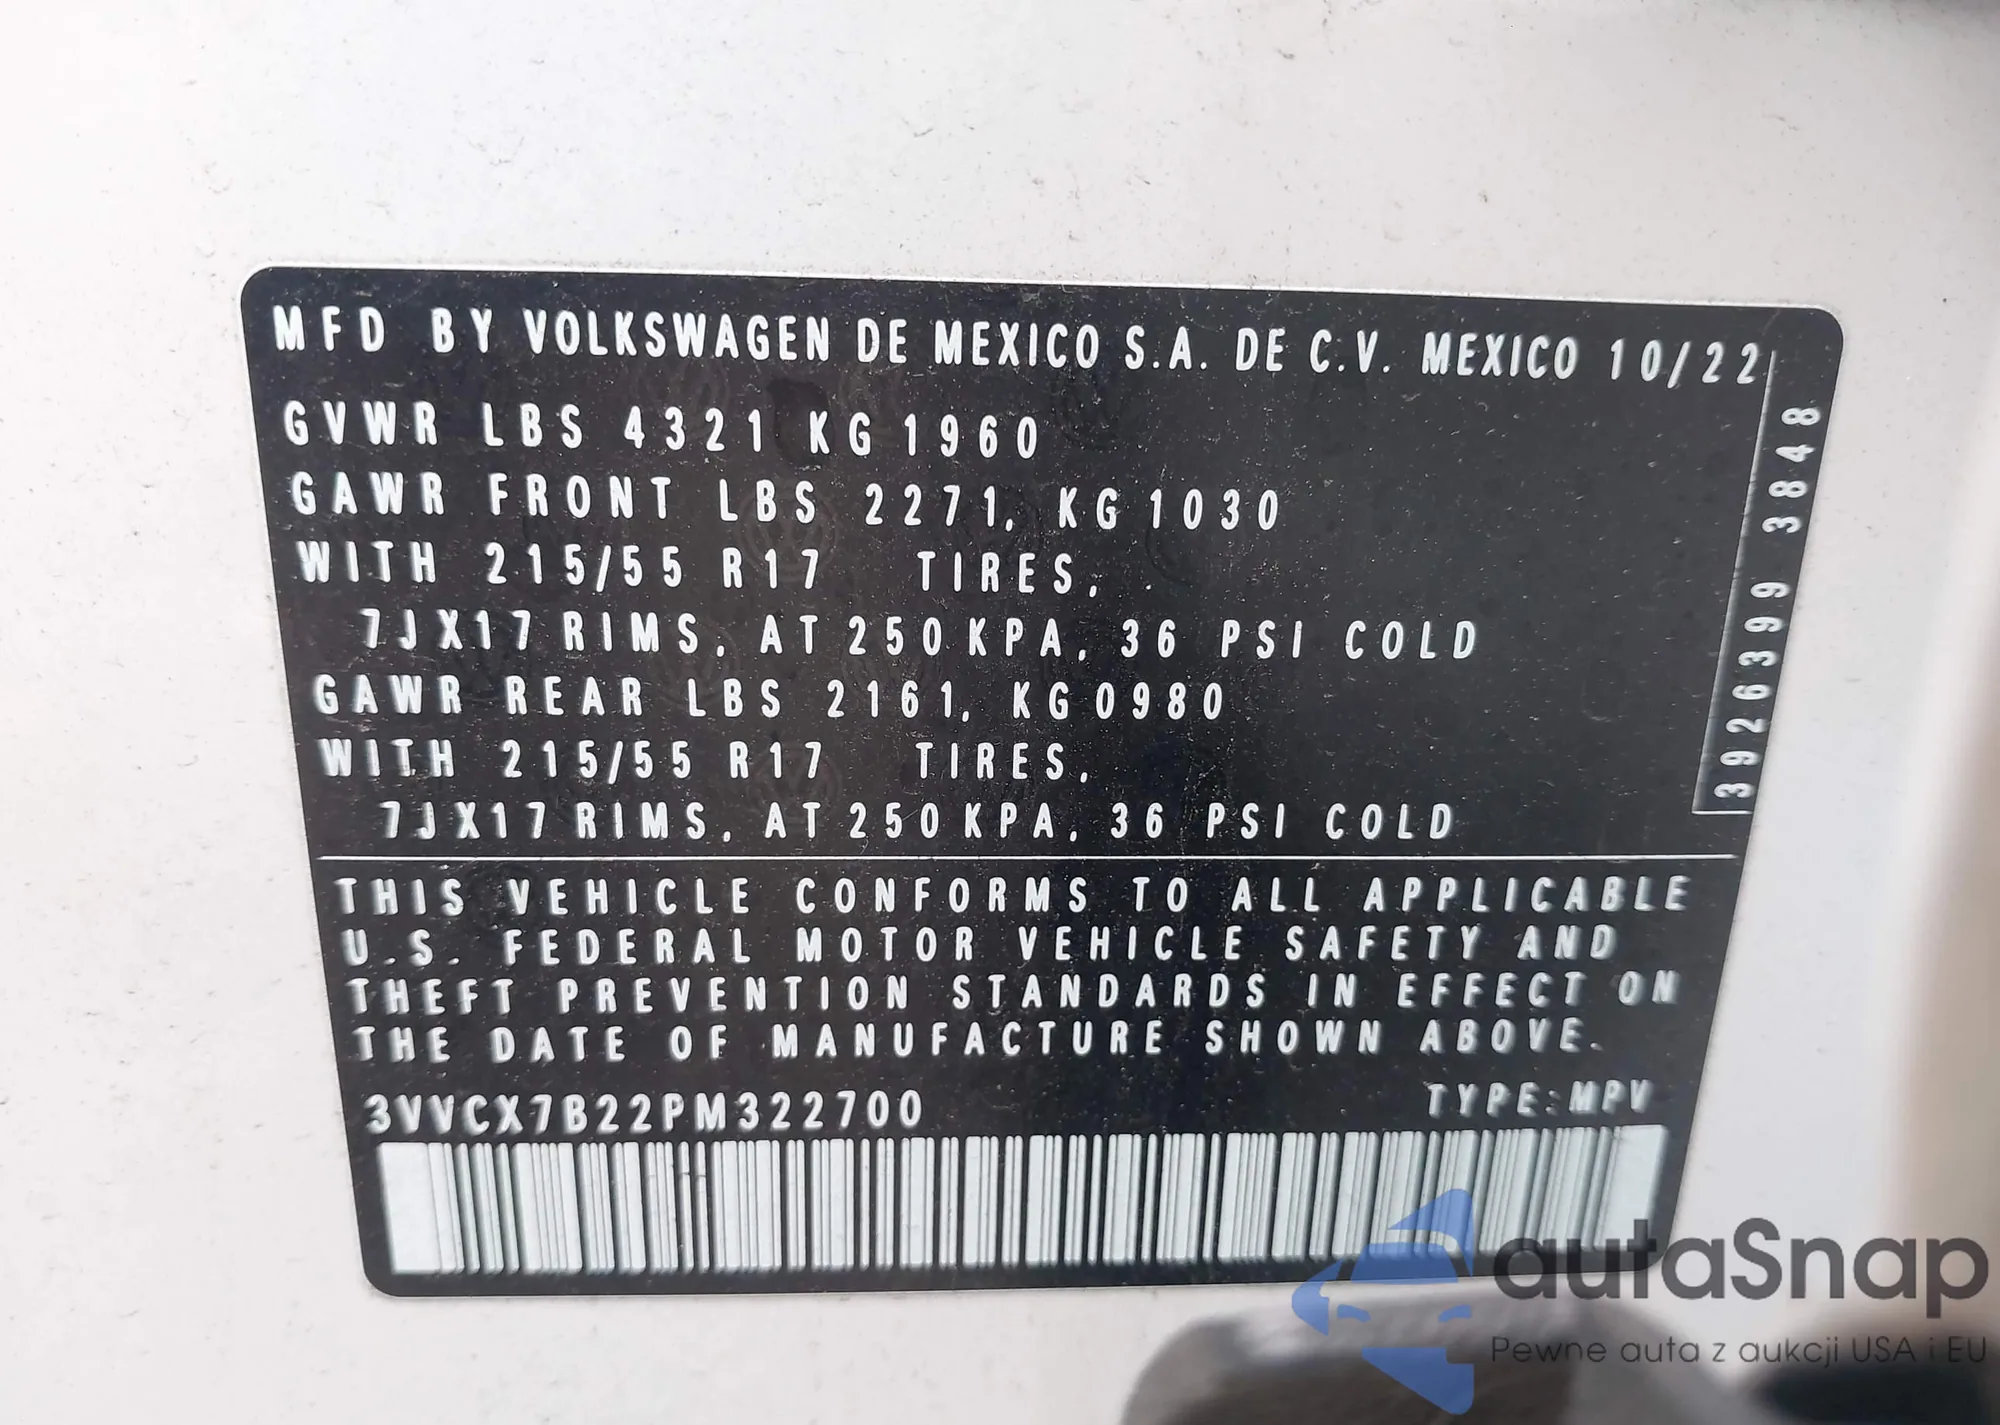 MFD BY VOLKSWAGEN DE MEXICO S.A. DE C.V. MEXICO 10/22
GVWR LBS 4321 KG 1960
GAWR FRONT LBS 2271, KG 1030
WITH 215/55 R17 TIRES,
7JX17 RIMS, AT 250 KPA, 36 PSI COLD
GAWR REAR LBS 2161, KG 0980
WITH 215/55 R17 TIRES,
7JX17 RIMS, AT 250 KPA, 36 PSI COLD
3926399 3848
THIS VEHICLE CONFORMS TO ALL APPLICABLE
U.S. FEDERAL MOTOR VEHICLE SAFETY AND
THEFT PREVENTION STANDARDS IN EFFECT ON
THE DATE OF MANUFACTURE SHOWN ABOVE.
3VVCX7B22PM322700 TYPE:MPV
autaSnap
Pewne auta z aukcji USA i EU